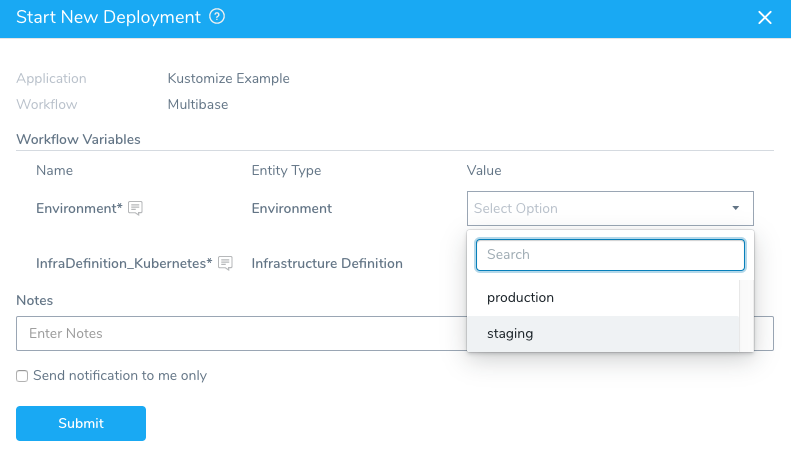 Start New Deployment ?
Application Kustomize Example
Workflow Multibase
Workflow Variables
Name Entity Type Value
Environment* Environment Select Option
Search
InfraDefinition_Kubernetes* Infrastructure Definition
production
Notes
Enter Notes
staging
Send notification to me only
Submit